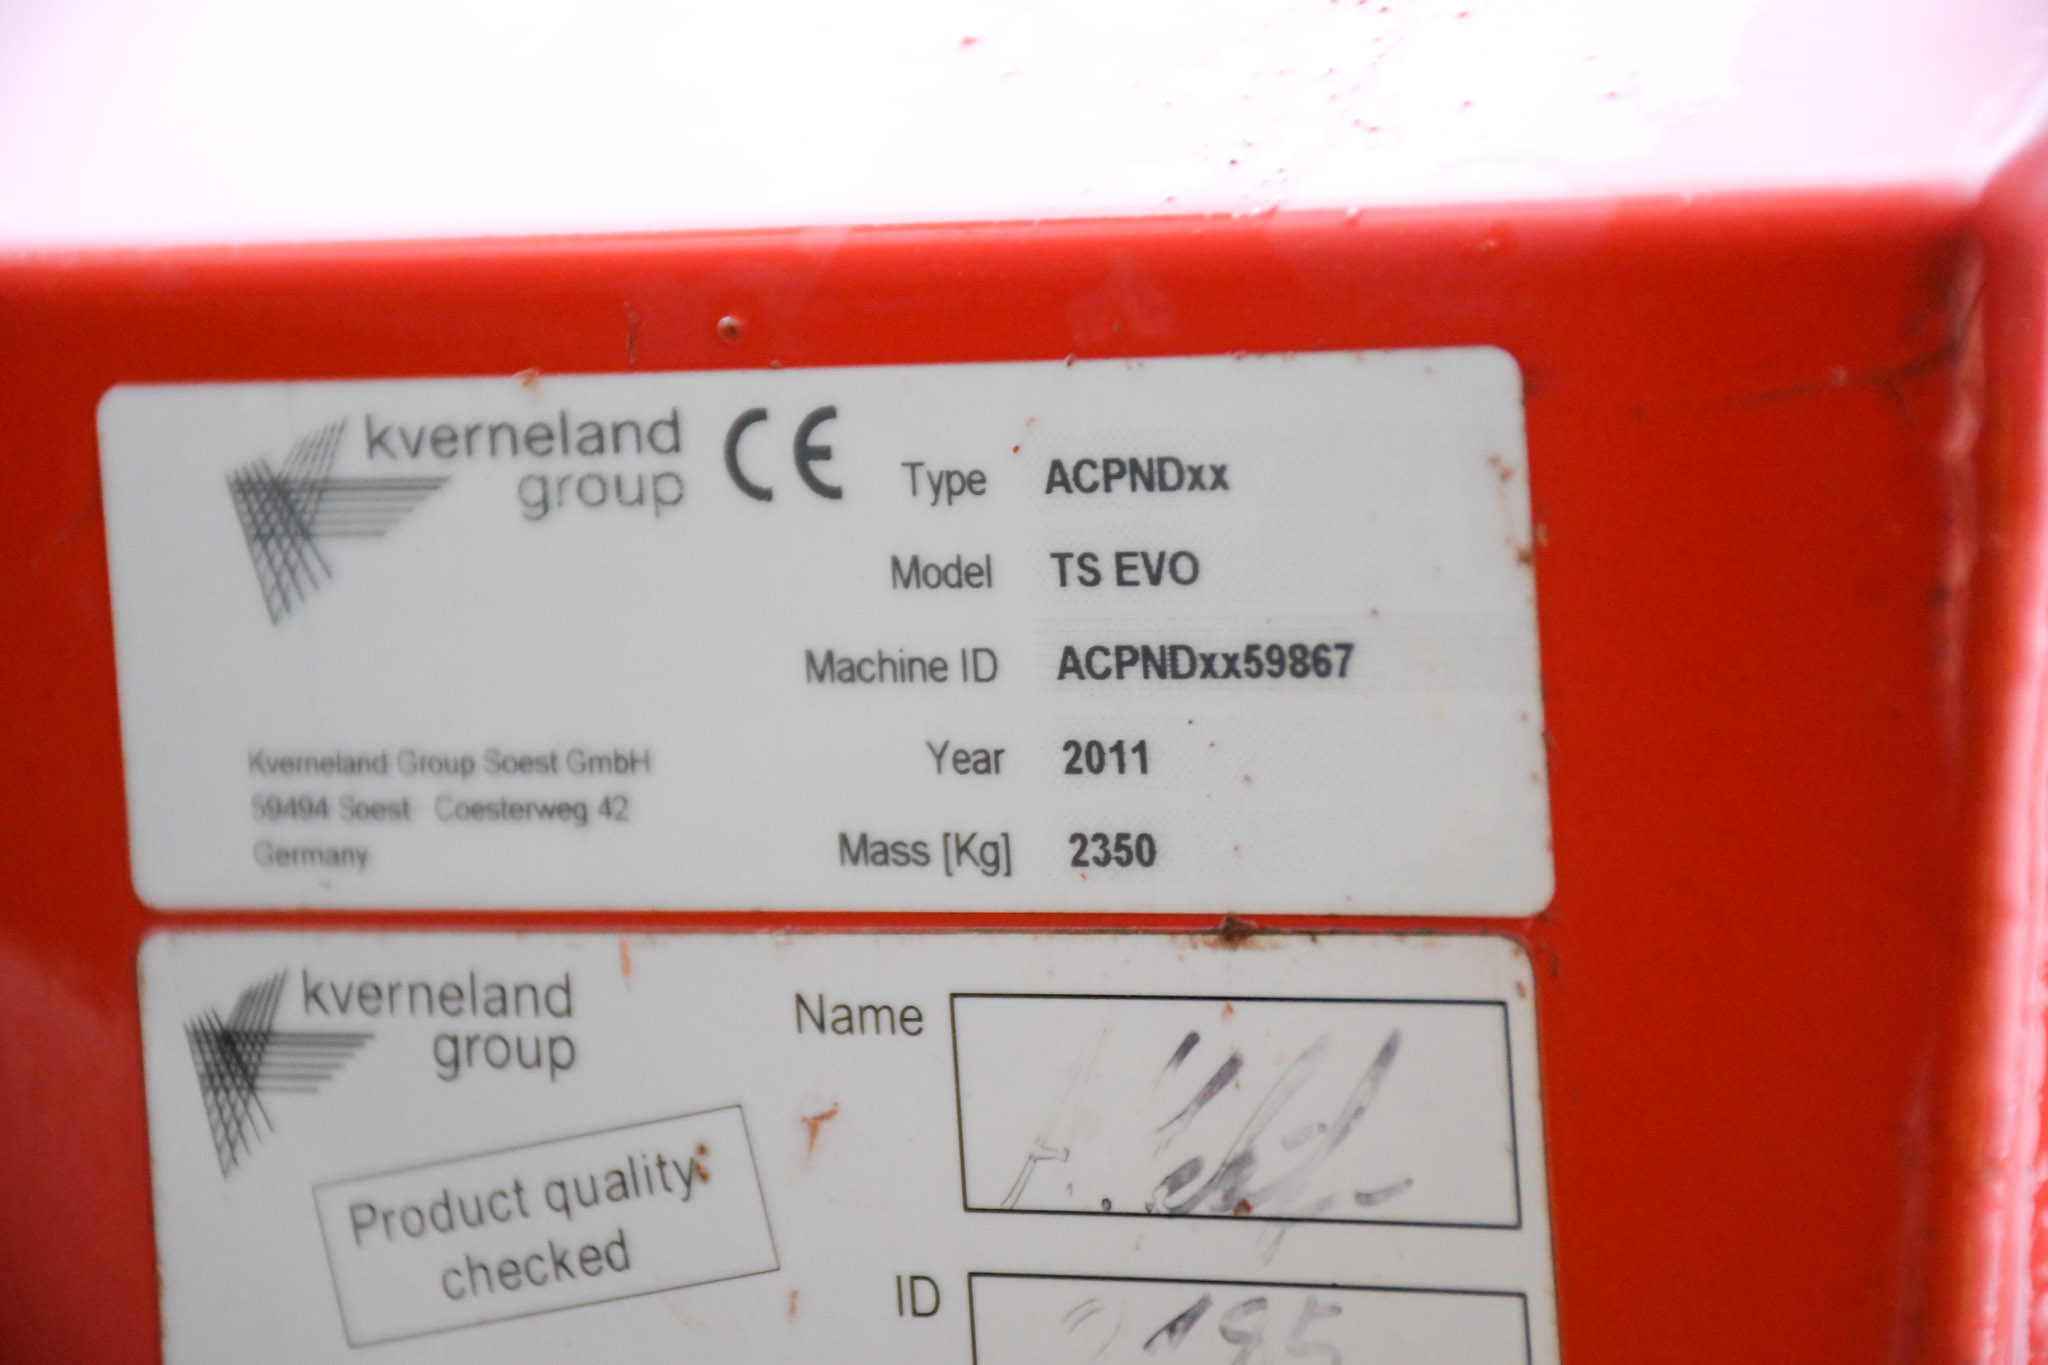 kverneland
group
CE
Type ACPNDxx
Model TS EVO
Machine ID ACPNDxx59867
Year 2011
Mass [Kg] 2350
Kverneland Group Soest GmbH
59494 Soest Coesterweg 42
Germany
kverneland
group
Product quality
checked
Name
ID